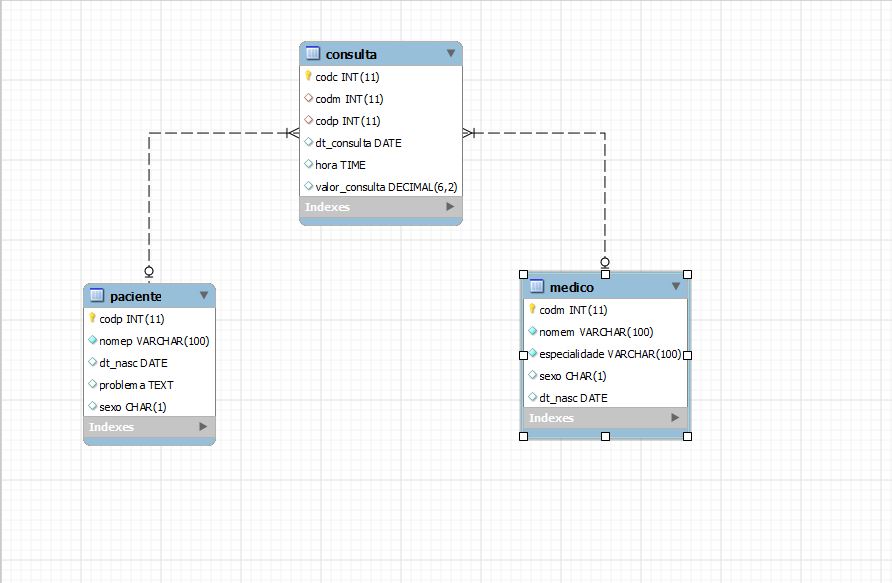 consulta
codc INT(11)
codm INT(11)
codp INT(11)
dt_consulta DATE
hora TIME
valor_consulta DECIMAL(6,2)
Indexes
paciente
codp INT(11)
nomep VARCHAR(100)
dt_nasc DATE
problema TEXT
sexo CHAR(1)
Indexes
medico
codm INT(11)
nomem VARCHAR(100)
especialidade VARCHAR(100)
sexo CHAR(1)
dt_nasc DATE
Indexes